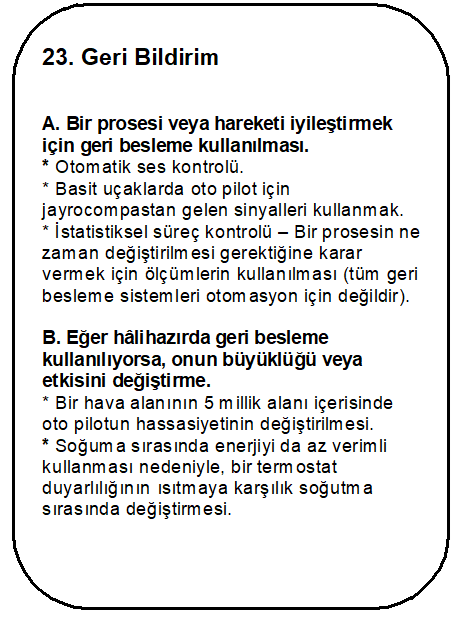 23. Geri Bildirim
A. Bir prosesi veya hareketi iyileştirmek
için geri besleme kullanılması.
* Otomatik ses kontrolü.
* Basit uçaklarda oto pilot için
jayrocompastan gelen sinyalleri kullanmak.
* İstatistiksel süreç kontrolü – Bir prosesin ne
zaman değiştirilmesi gerektiğine karar
vermek için ölçümlerin kullanılması (tüm geri
besleme sistemleri otomasyon için değildir).
B. Eğer hâlihazırda geri besleme
kullanılıyorsa, onun büyüklüğü veya
etkisini değiştirme.
* Bir hava alanının 5 millik alanı içerisinde
oto pilotun hassasiyetinin değiştirilmesi.
* Soğuma sırasında enerjiyi da az verimli
kullanması nedeniyle, bir termostat
duyarlılığının ısıtmaya karşılık soğutma
sırasında değiştirmesi.